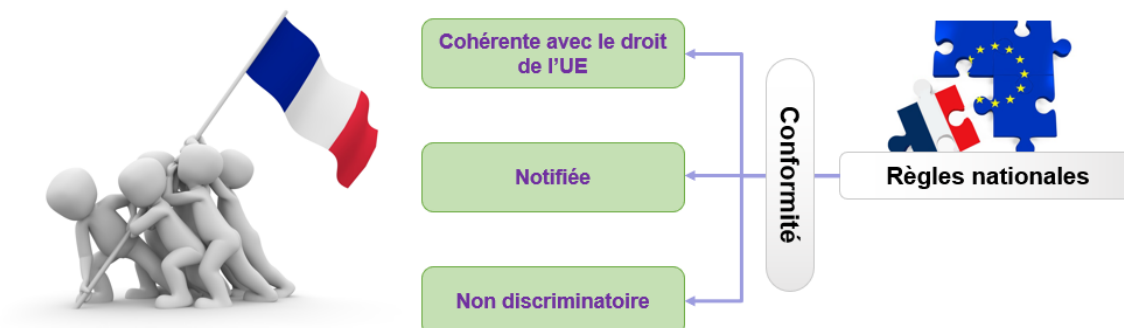 Cohérente avec le droit
de l'UE
Notifiée
Non discriminatoire
Conformité
Règles nationales